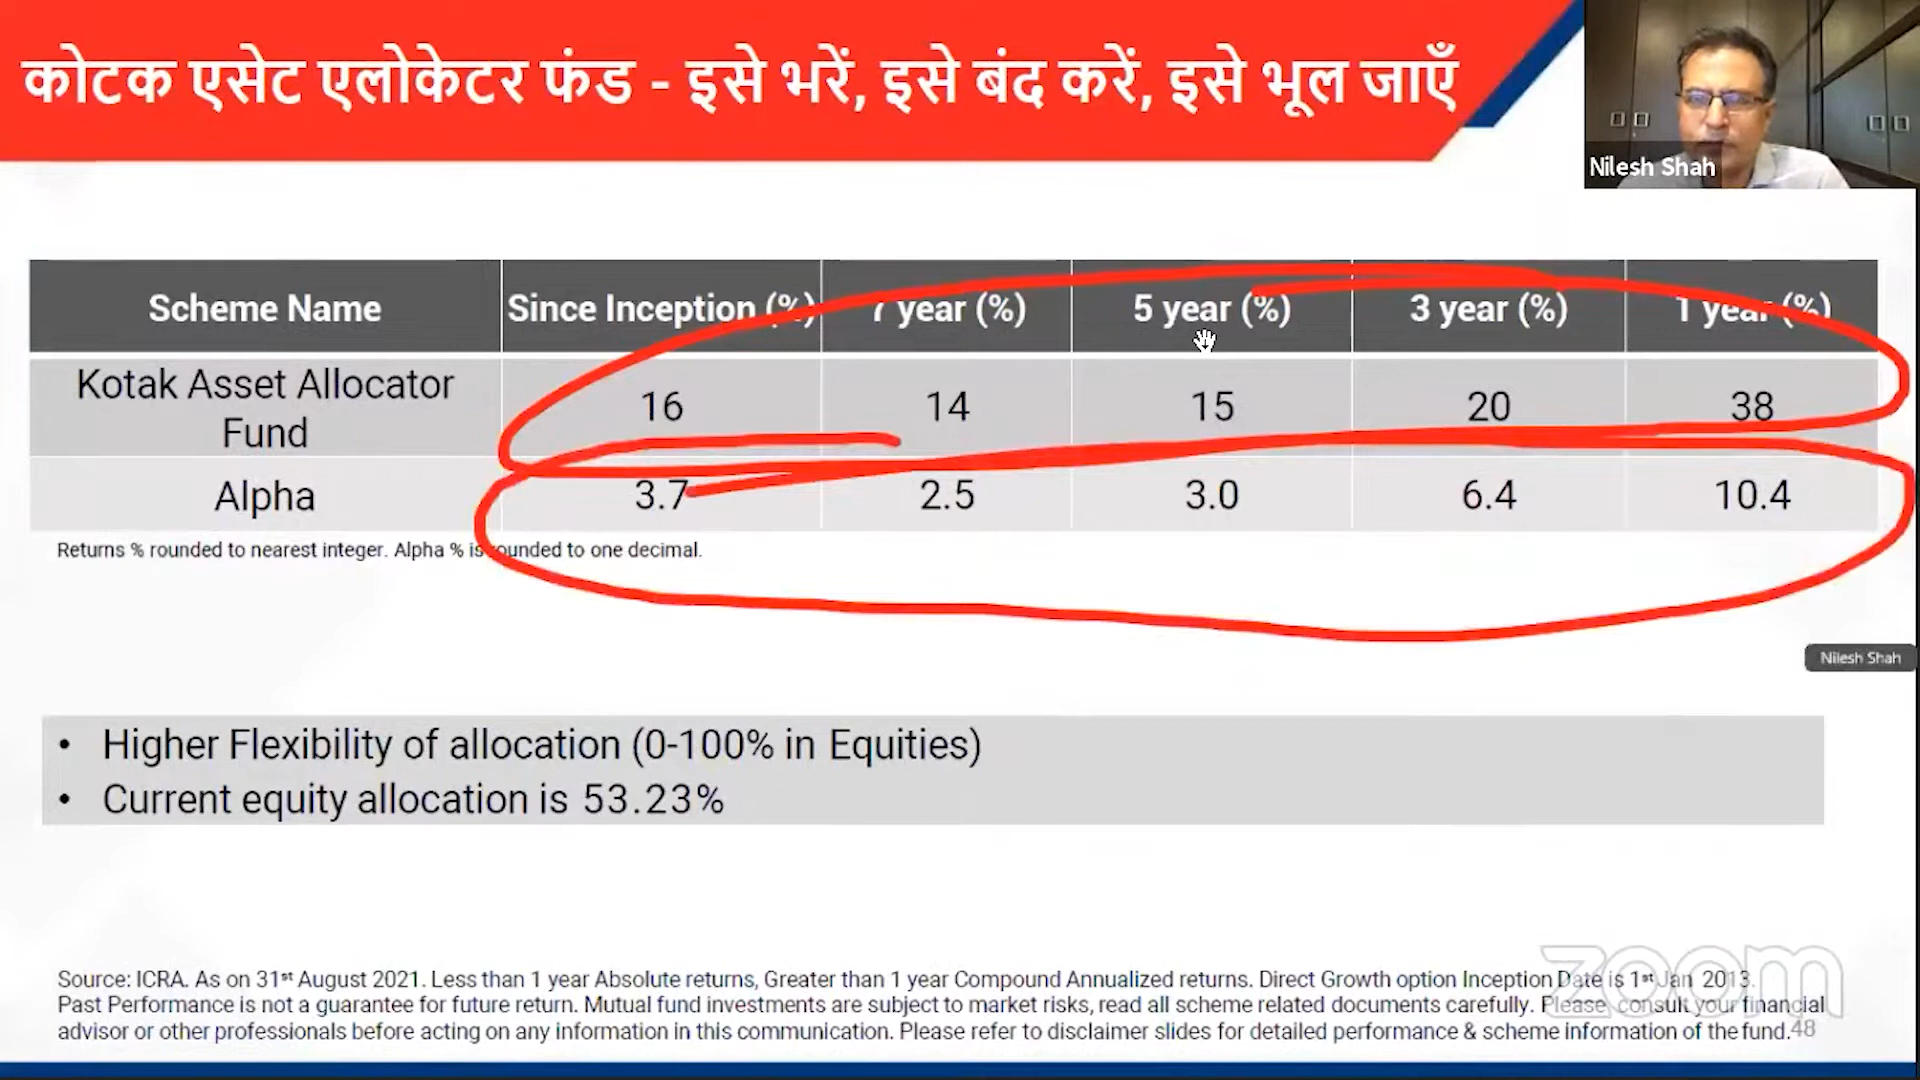 कोटक एसेट एलोकेटर फंड - इसे भरें, इसे बंद करें, इसे भूल जाएँ
Nilesh Shah
Scheme Name Since Inception (%) 7 year (%) 5 year (%) 3 year (%) 1 year (%)
Kotak Asset Allocator
Fund 16 14 15 20 38
Alpha 3.7 2.5 3.0 6.4 10.4
Returns % rounded to nearest integer. Alpha % is rounded to one decimal.
Nilesh Shah
• Higher Flexibility of allocation (0-100% in Equities)
• Current equity allocation is 53.23%
zoom
Source: ICRA. As on 31st August 2021. Less than 1 year Absolute returns, Greater than 1 year Compound Annualized returns. Direct Growth option Inception Date is 1st Jan 2013.
Past Performance is not a guarantee for future return. Mutual fund investments are subject to market risks, read all scheme related documents carefully. Please consult your financial
advisor or other professionals before acting on any information in this communication. Please refer to disclaimer slides for detailed performance & scheme information of the fund.
48